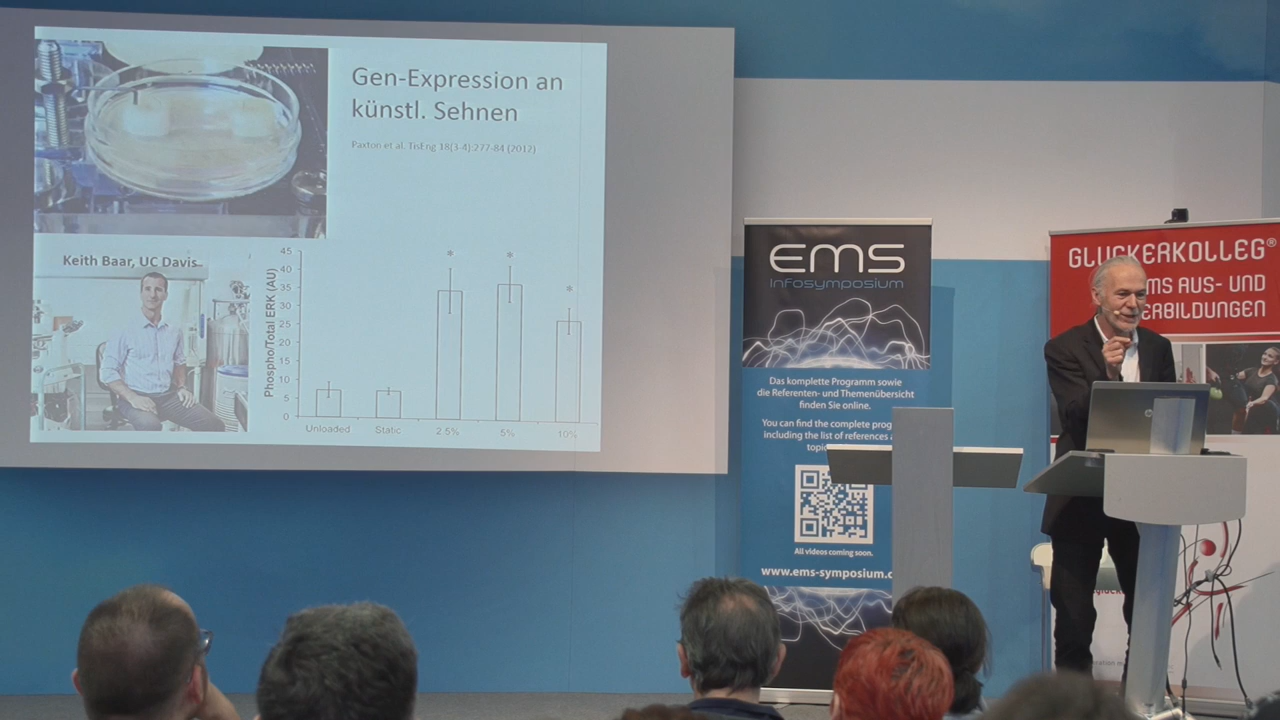 Gen-Expression an
künstl. Sehnen
Paxton et al. TisEng 18(3-4):277-84 (2012)
Keith Baar, UC Davis
Phospho/Total ERK (AU)
45
40
35
30
25
20
15
10
5
0
* * *
Unloaded Static 2.5% 5% 10%
EMS
Infosymposium
Das komplette Programm sowie
die Referenten- und Themenübersicht
finden Sie online.
You can find the complete prog
including the list of references
topi
All videos coming soon.
www.ems-symposium.
GLUCKERKOLLEG®
EMS AUS- UND
ERBILDUNGEN
hp